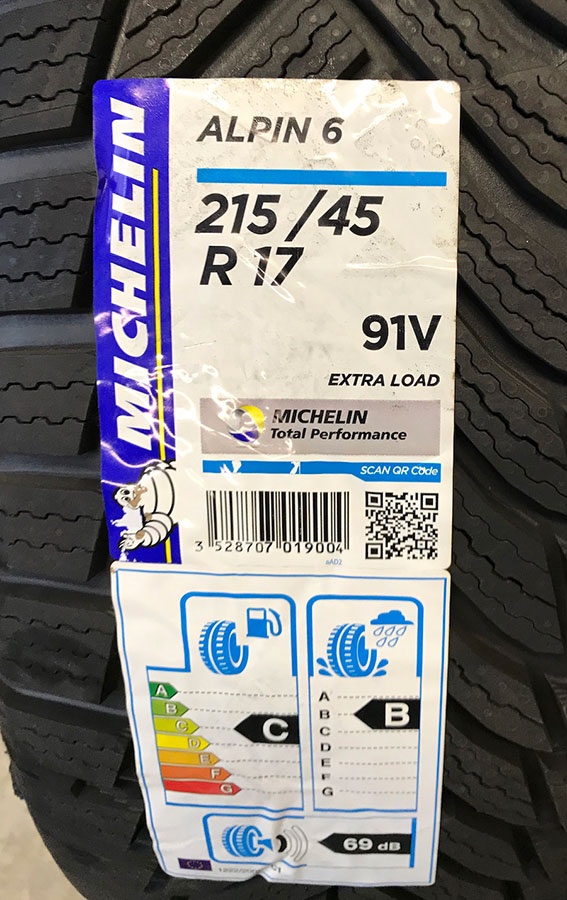 MICHELIN
ALPIN 6
215/45
R 17
91V
EXTRA LOAD
MICHELIN
Total Performance
SCAN QR Code
3 528707 019004
aAD2
A
B
C
D
E
F
G
C
A
B
C
D
E
F
G
B
69 dB